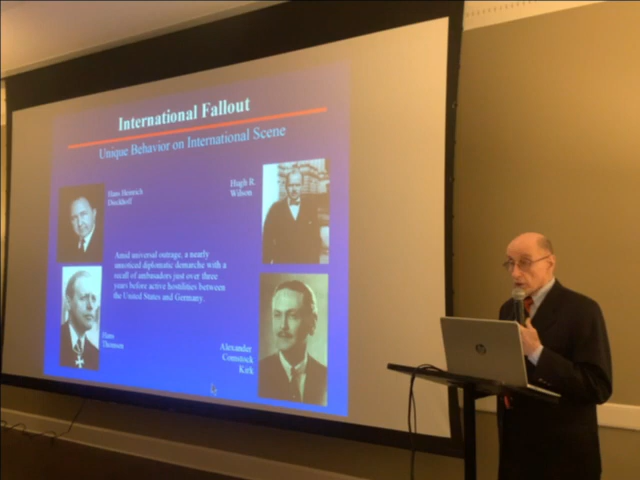 International Fallout
Unique Behavior on International Scene
Hans Heinrich
Dieckhoff
Hugh R.
Wilson
Amid universal outrage, a nearly
unnoticed diplomatic demarche with a
recall of ambasadors just over three
years before active hostilities between
the United States and Germany.
Hans
Thomsen
Alexander
Comstock
Kirk
hp